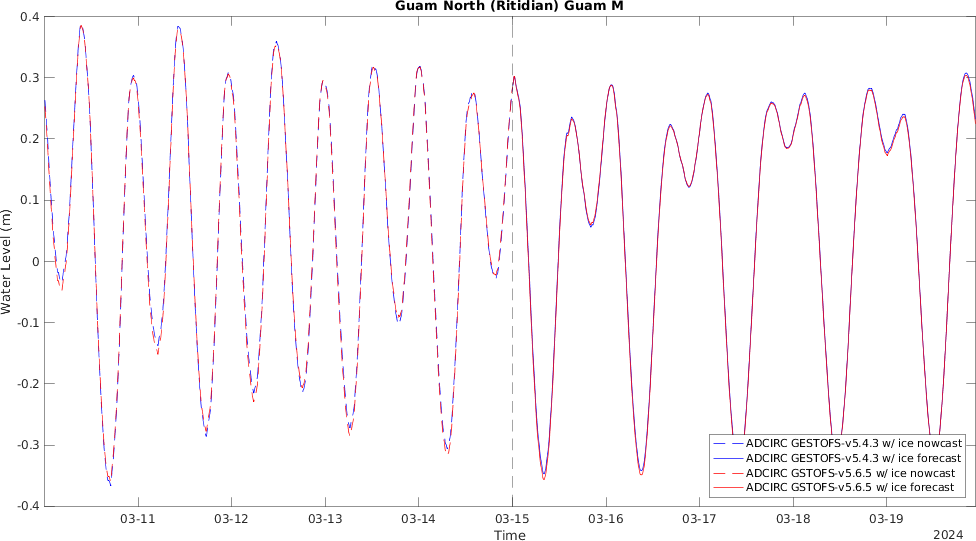 Guam North (Ritidian) Guam M
0.4
0.3
0.2
0.1
0
-0.1
-0.2
-0.3
-0.4
Water Level (m)
03-11 03-12 03-13 03-14 03-15 03-16 03-17 03-18 03-19
Time
2024
ADCIRC GESTOFS-v5.4.3 w/ ice nowcast
ADCIRC GESTOFS-v5.4.3 w/ ice forecast
ADCIRC GSTOFS-v5.6.5 w/ ice nowcast
ADCIRC GSTOFS-v5.6.5 w/ ice forecast